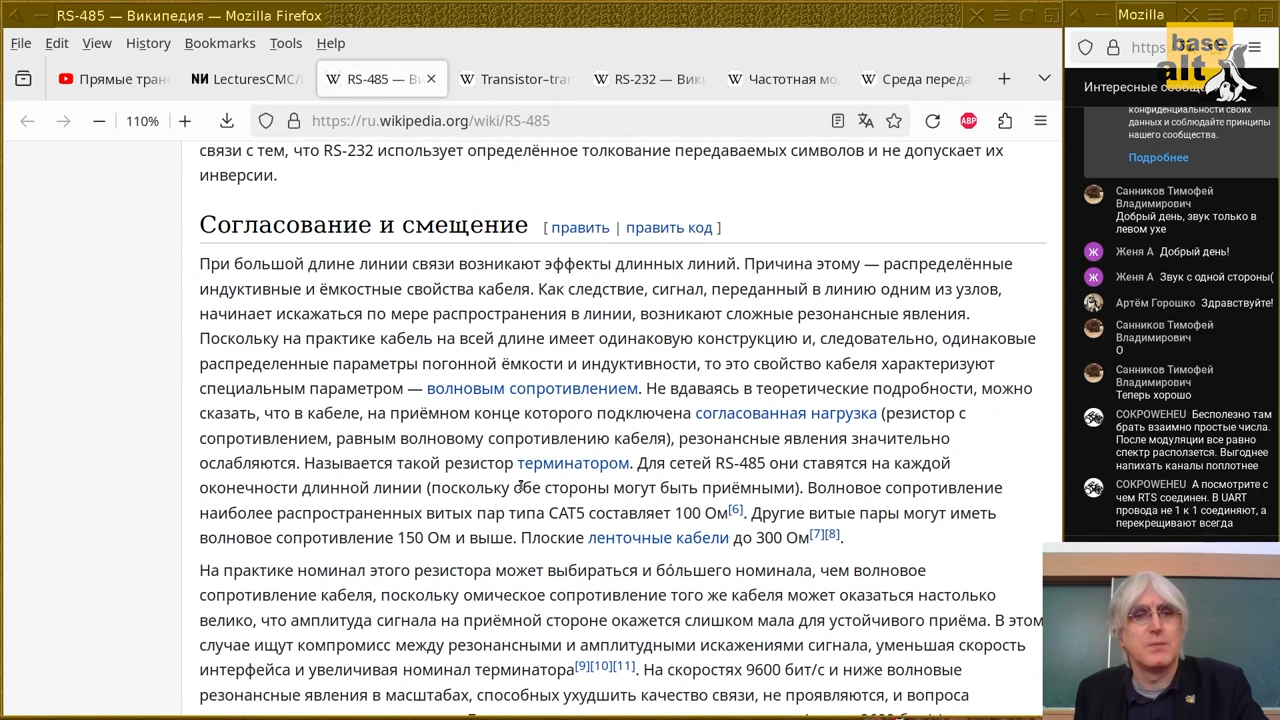 RS-485 — Википедия — Mozilla Firefox
File Edit View History Bookmarks Tools Help
Прямые тран
LecturesCMC/
RS-485 — Ви
Transistor–tran
RS-232 — Вик
Частотная мо
Среда переда
110%
https://ru.wikipedia.org/wiki/RS-485
ABP
связи с тем, что RS-232 использует определённое толкование передаваемых символов и не допускает их
инверсии.
Согласование и смещение [ править | править код ]
При большой длине линии связи возникают эффекты длинных линий. Причина этому — распределённые
индуктивные и ёмкостные свойства кабеля. Как следствие, сигнал, переданный в линию одним из узлов,
начинает искажаться по мере распространения в линии, возникают сложные резонансные явления.
Поскольку на практике кабель на всей длине имеет одинаковую конструкцию и, следовательно, одинаковые
распределенные параметры погонной ёмкости и индуктивности, то это свойство кабеля характеризуют
специальным параметром — волновым сопротивлением. Не вдаваясь в теоретические подробности, можно
сказать, что в кабеле, на приёмном конце которого подключена согласованная нагрузка (резистор с
сопротивлением, равным волновому сопротивлению кабеля), резонансные явления значительно
ослабляются. Называется такой резистор терминатором. Для сетей RS-485 они ставятся на каждой
оконечности длинной линии (поскольку обе стороны могут быть приёмными). Волновое сопротивление
наиболее распространенных витых пар типа CAT5 составляет 100 Ом[6]. Другие витые пары могут иметь
волновое сопротивление 150 Ом и выше. Плоские ленточные кабели до 300 Ом[7][8].
На практике номинал этого резистора может выбираться и бо́льшего номинала, чем волновое
сопротивление кабеля, поскольку омическое сопротивление того же кабеля может оказаться настолько
велико, что амплитуда сигнала на приёмной стороне окажется слишком мала для устойчивого приёма. В этом
случае ищут компромисс между резонансными и амплитудными искажениями сигнала, уменьшая скорость
интерфейса и увеличивая номинал терминатора[9][10][11]. На скоростях 9600 бит/с и ниже волновые
резонансные явления в масштабах, способных ухудшить качество связи, не проявляются, и вопроса
Mozilla
https
base
alt
Интересные сообще
конфиденциальности своих
данных и соблюдайте принципы
нашего сообщества.
Подробнее
Санников Тимофей
Владимирович
Добрый день, звук только в
левом ухе
Ж Женя А Добрый день!
Ж Женя А Звук с одной стороны(
Артём Горошко Здравствуйте!
Санников Тимофей
Владимирович
О
Санников Тимофей
Владимирович
Теперь хорошо
COKPOWEHEU Бесполезно там
брать взаимно простые числа.
После модуляции все равно
спектр расползется. Выгоднее
напихать каналы поплотнее
COKPOWEHEU А посмотрите с
чем RTS соединен. В UART
провода не 1 к 1 соединяют, а
перекрещивают всегда